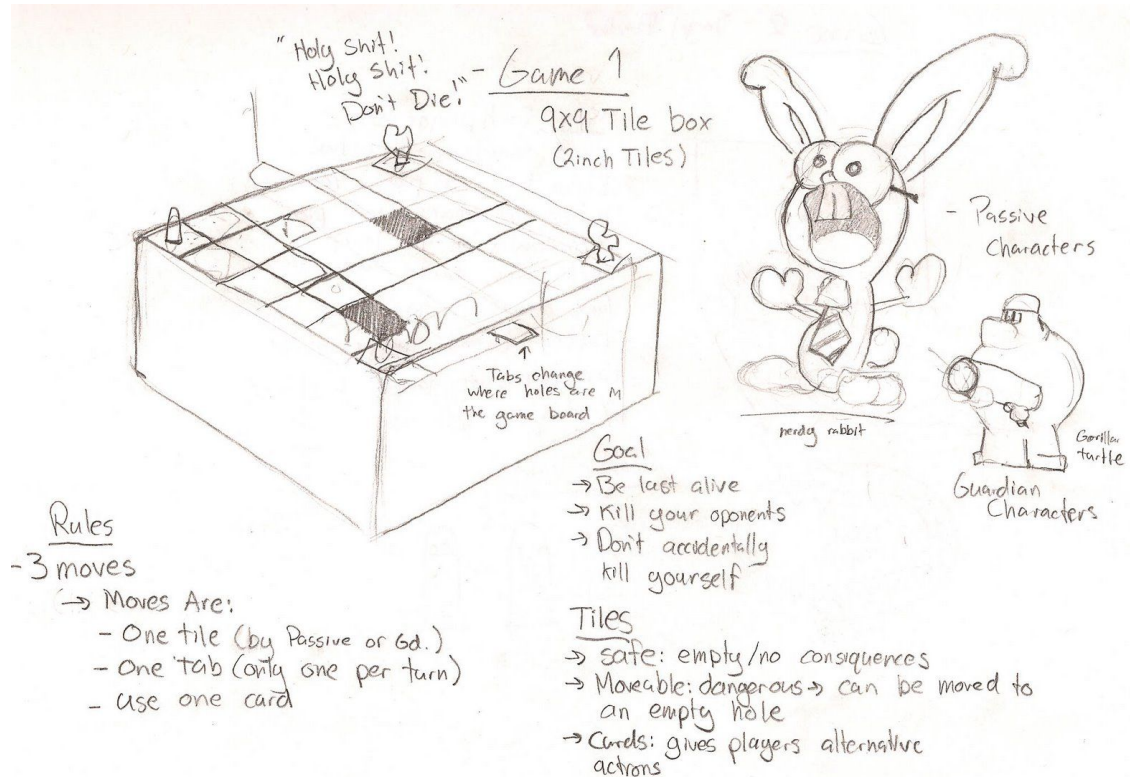 "Holy Shit!
Holy Shit!
Don't Die!" - Game 1
9x9 Tile box
(2inch Tiles)
- Passive
Characters
Tabs change
where holes are in
the game board
nerdy rabbit
Gorilla
turtle
Guardian
Characters
Goal
→ Be last alive
→ Kill your oponents
→ Don't accidentally
kill yourself
Rules
- 3 moves
→ Moves Are:
- One tile (by Passive or Gd.)
- One Tab (only one per turn)
- use one card
Tiles
→ safe: empty/no consiquences
→ Moveable: dangerous → can be moved to
an empty hole
→ Cards: gives players alternative
actions